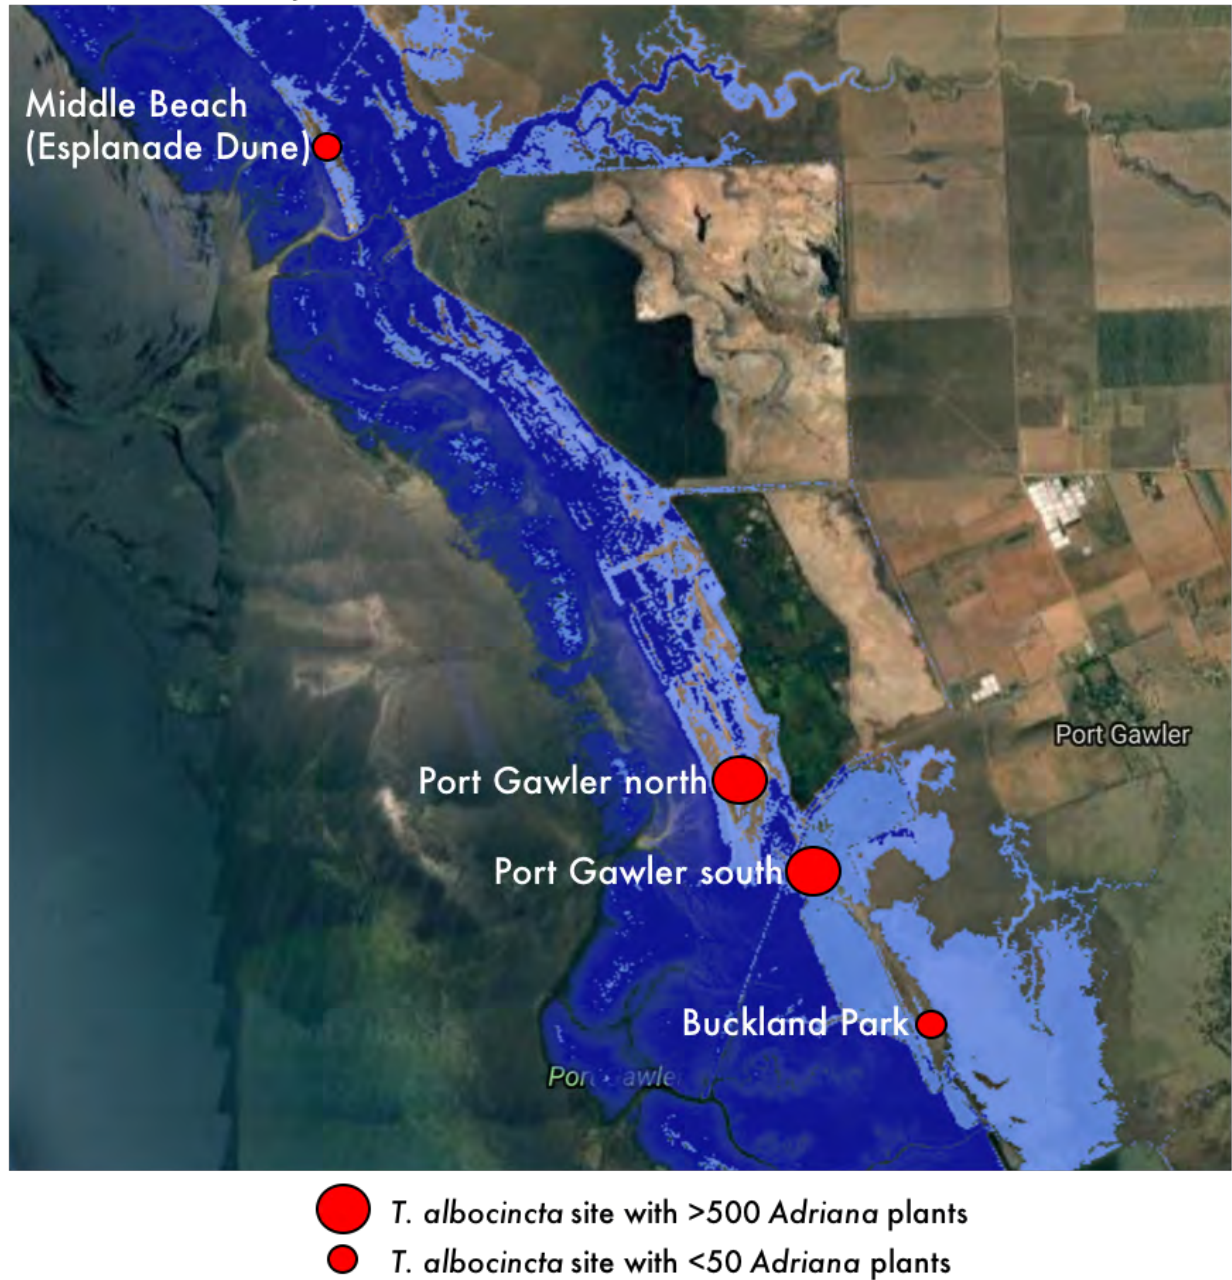 Middle Beach
(Esplanade Dune)
Port Gawler
Port Gawler north
Port Gawler south
Buckland Park
T. albocincta site with >500 Adriana plants
T. albocincta site with <50 Adriana plants